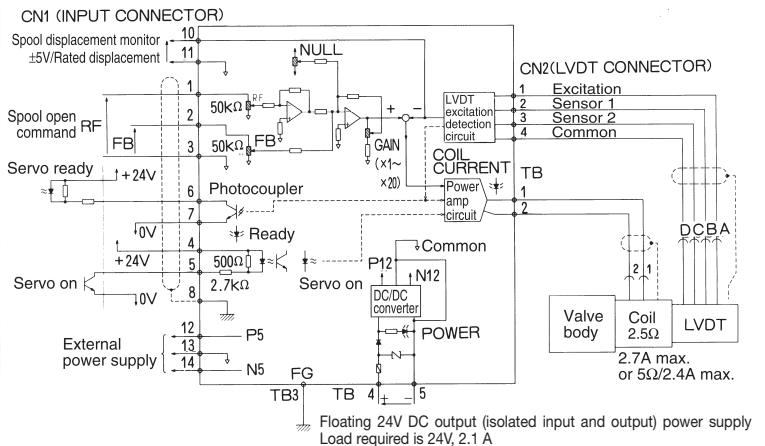 CN1 (INPUT CONNECTOR)
Spool displacement monitor
±5V/Rated displacement
10
11
NULL
CN2(LVDT CONNECTOR)
1
50kΩ
RF
LVDT
excitation
detection
circuit
1 Excitation
2 Sensor 1
3 Sensor 2
4 Common
+ −
Spool open
command
RF
FB
2
3
50kΩ
FB
GAIN
(×1~
×20)
COIL
CURRENT
TB
Servo ready
+24V
6
7
0V
Photocoupler
Power
amp
circuit
1
2
Ready
DCBA
4
+24V
5
500Ω
2.7kΩ
Servo on
Servo on
0V
8
Common
P12
N12
DC/DC
converter
POWER
2 1
Valve
body
Coil
2.5Ω
LVDT
2.7A max.
or 5Ω/2.4A max.
External
power supply
12
13
14
P5
N5
FG
TB3
TB 4
5
+ −
Floating 24V DC output (isolated input and output) power supply
Load required is 24V, 2.1 A